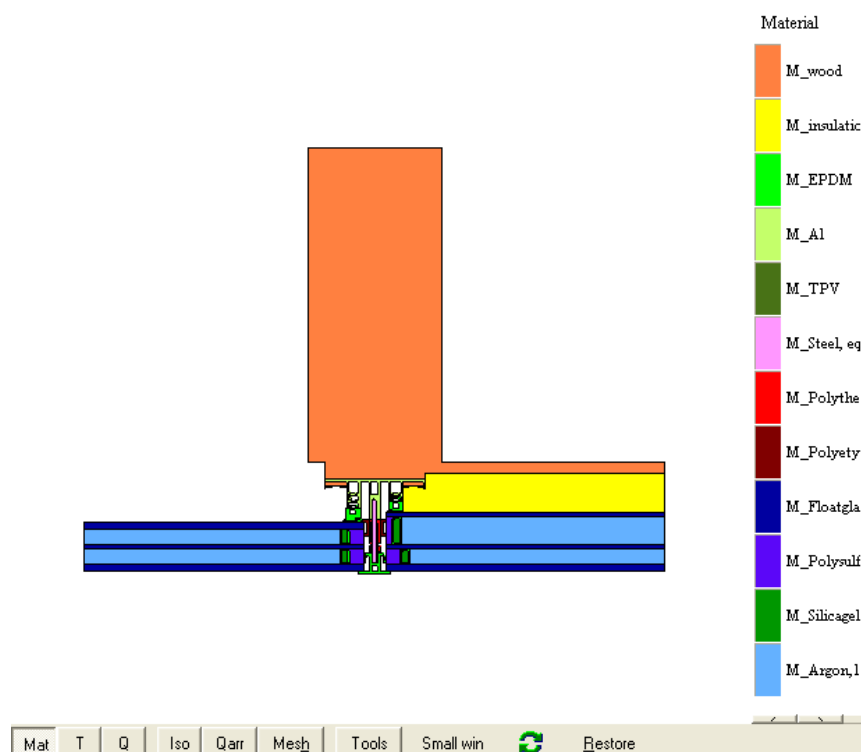 Material
M_wood
M_insulatic
M_EPDM
M_Al
M_TPV
M_Steel, eq
M_Polythe
M_Polyety
M_Floatgla
M_Polysulf
M_Silicagel
M_Argon,l
Mat T Q Iso Qarr Mesh Tools Small win Restore